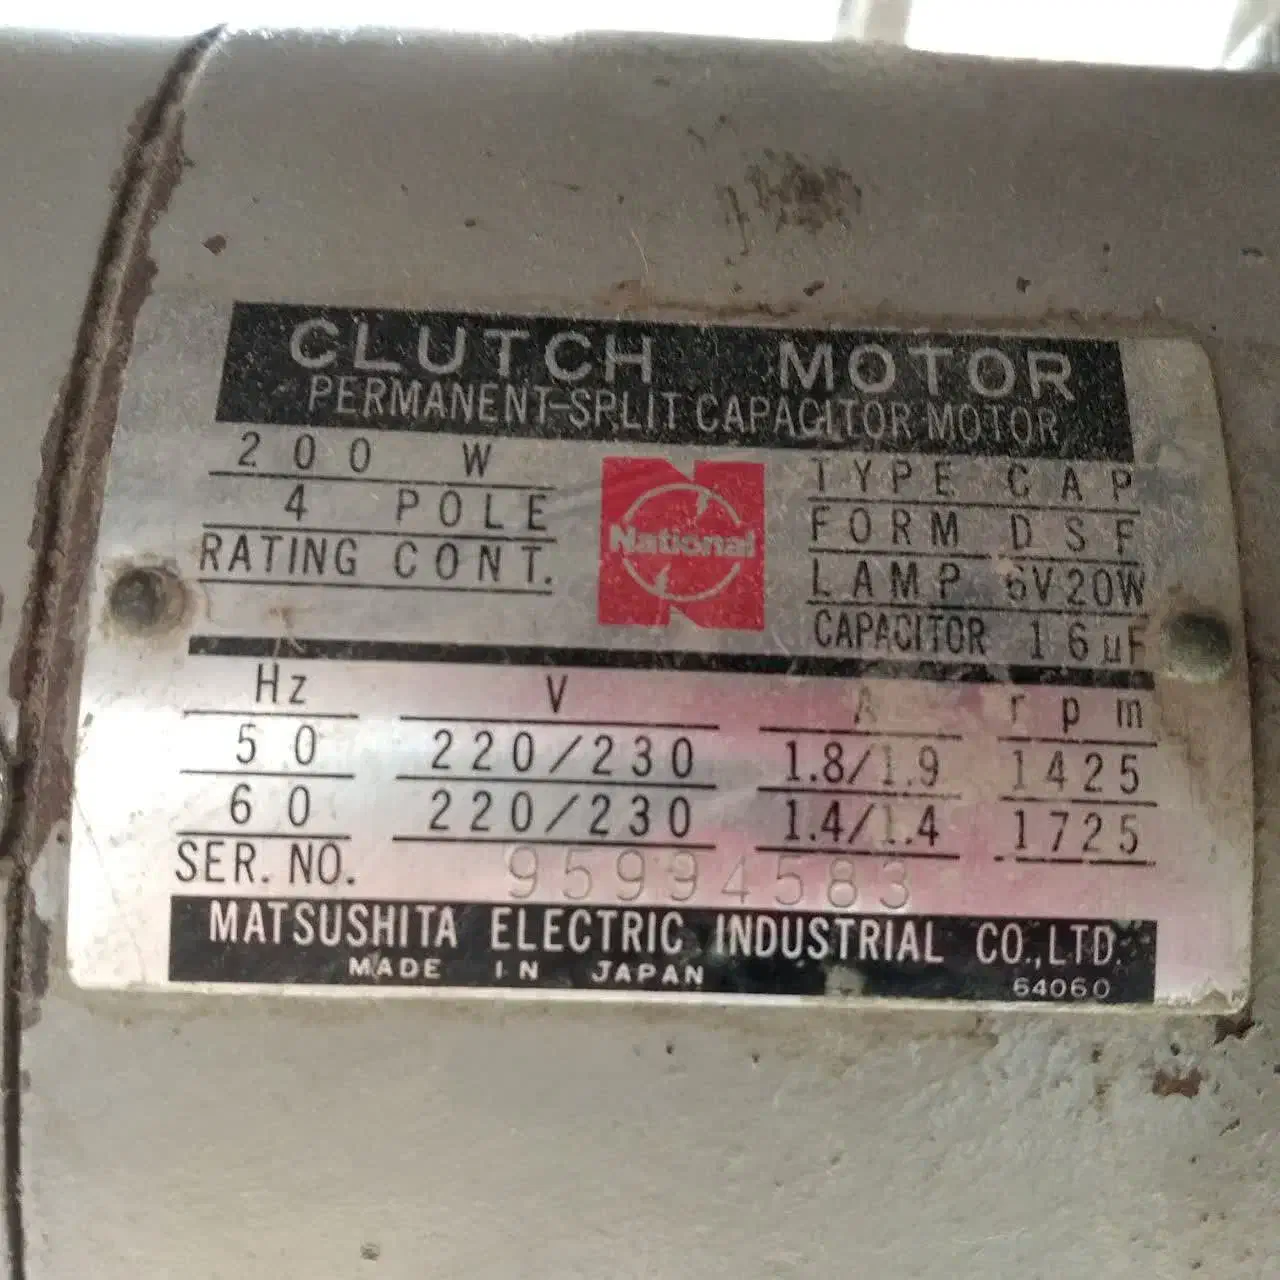 CLUTCH MOTOR
PERMANENT-SPLIT CAPACITOR MOTOR
200 W
4 POLE
RATING CONT.
National
TYPE CAP
FORM DSF
LAMP 6V20W
CAPACITOR 16µF
Hz V A rpm
50 220/230 1.8/1.9 1425
60 220/230 1.4/1.4 1725
SER. NO. 95994583
MATSUSHITA ELECTRIC INDUSTRIAL CO.,LTD.
MADE IN JAPAN 64060